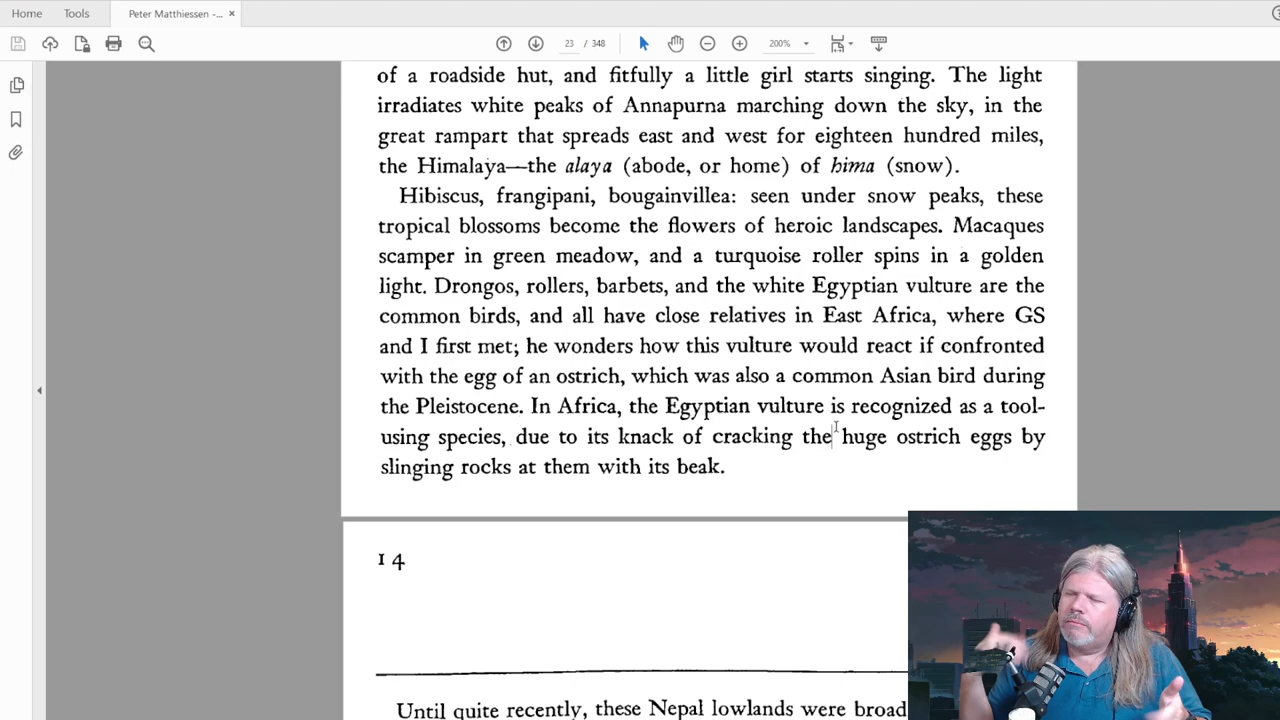 Home Tools Peter Matthiessen -... ×
23 / 348 200%
of a roadside hut, and fitfully a little girl starts singing. The light
irradiates white peaks of Annapurna marching down the sky, in the
great rampart that spreads east and west for eighteen hundred miles,
the Himalaya—the alaya (abode, or home) of hima (snow).
Hibiscus, frangipani, bougainvillea: seen under snow peaks, these
tropical blossoms become the flowers of heroic landscapes. Macaques
scamper in green meadow, and a turquoise roller spins in a golden
light. Drongos, rollers, barbets, and the white Egyptian vulture are the
common birds, and all have close relatives in East Africa, where GS
and I first met; he wonders how this vulture would react if confronted
with the egg of an ostrich, which was also a common Asian bird during
the Pleistocene. In Africa, the Egyptian vulture is recognized as a tool-
using species, due to its knack of cracking the huge ostrich eggs by
slinging rocks at them with its beak.
14
Until quite recently, these Nepal lowlands were broad